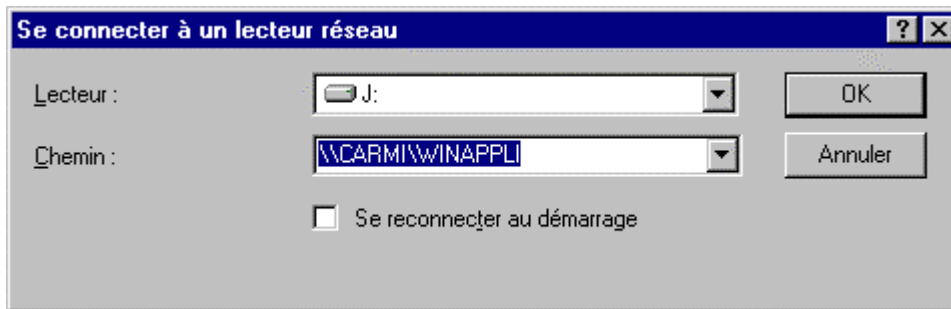 Se connecter à un lecteur réseau
Lecteur : J: OK
Chemin : \\CARMI\WINAPPLI Annuler
Se reconnecter au démarrage